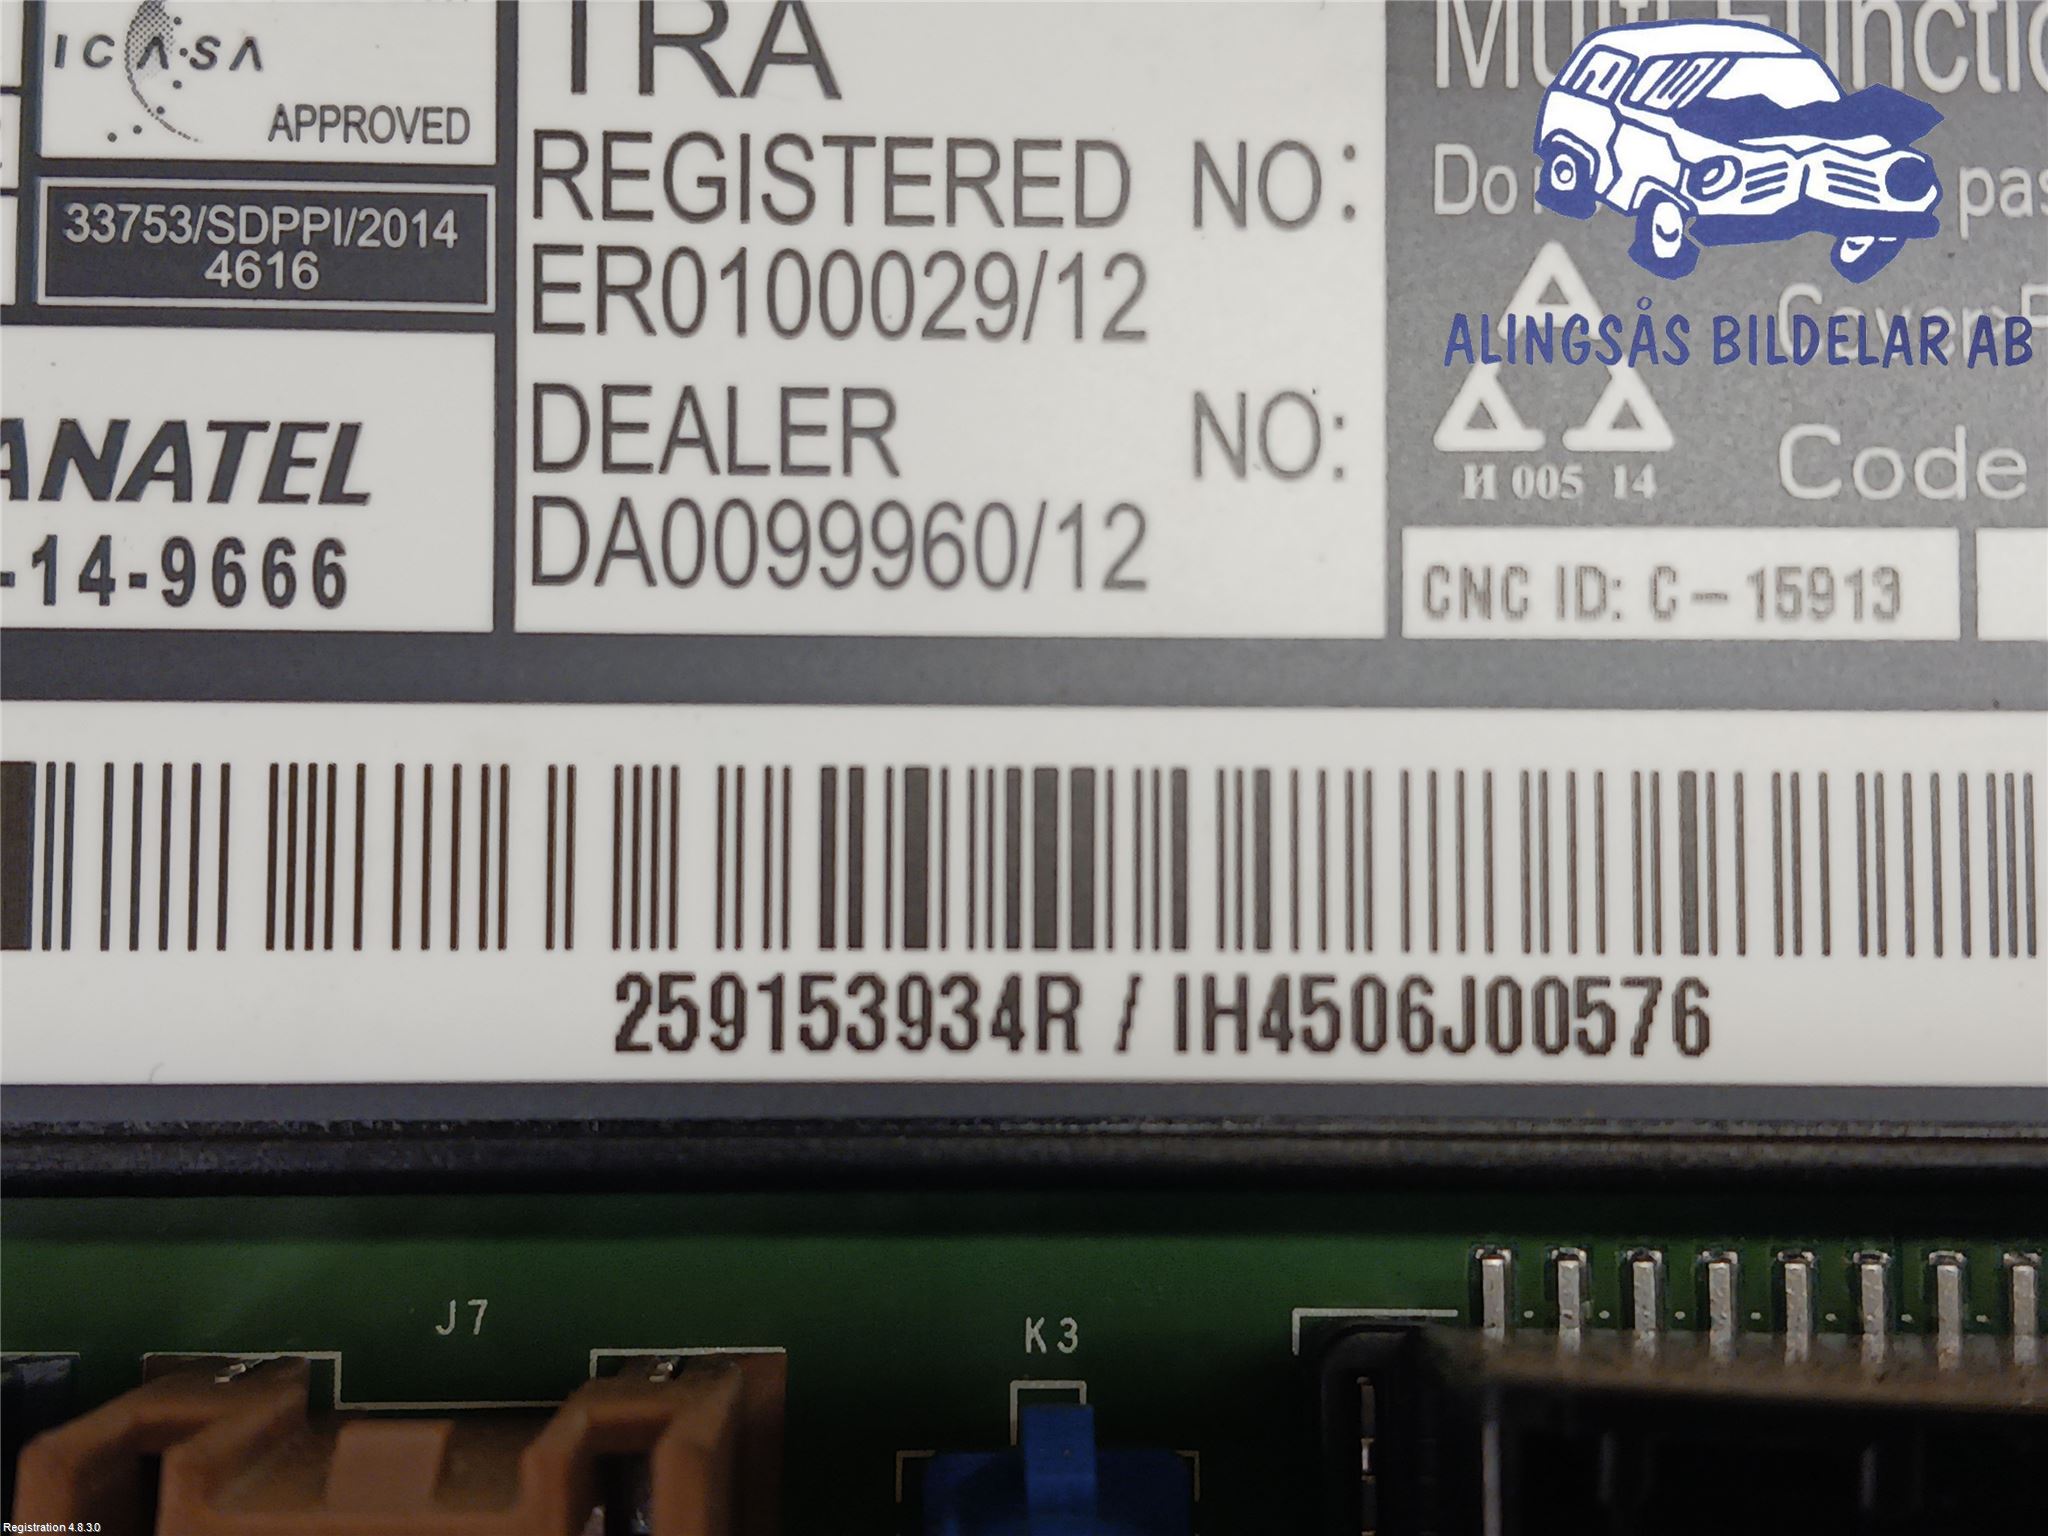 ICASA
APPROVED
33753/SDPPI/2014
4616
ANATEL
-14-9666
TRA
REGISTERED NO:
ER0100029/12
DEALER NO:
DA0099960/12
Do
ALINGSÅS BILDELAR AB
И 005 14
Code
CNC ID: C-15913
259153934R / IH4506J00576
J7
K3
Registration 4.8.3.0